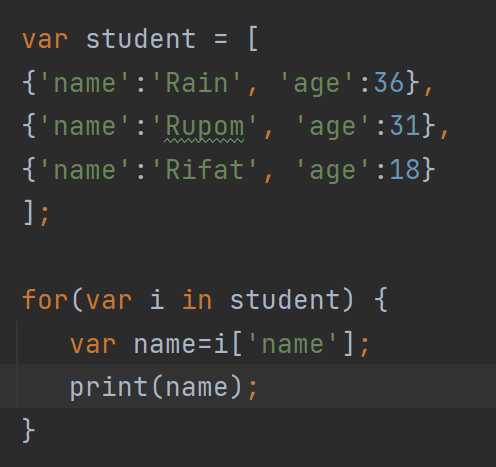 var student = [
{'name':'Rain', 'age':36},
{'name':'Rupom', 'age':31},
{'name':'Rifat', 'age':18}
];
for(var i in student) {
   var name=i['name'];
   print(name);
}